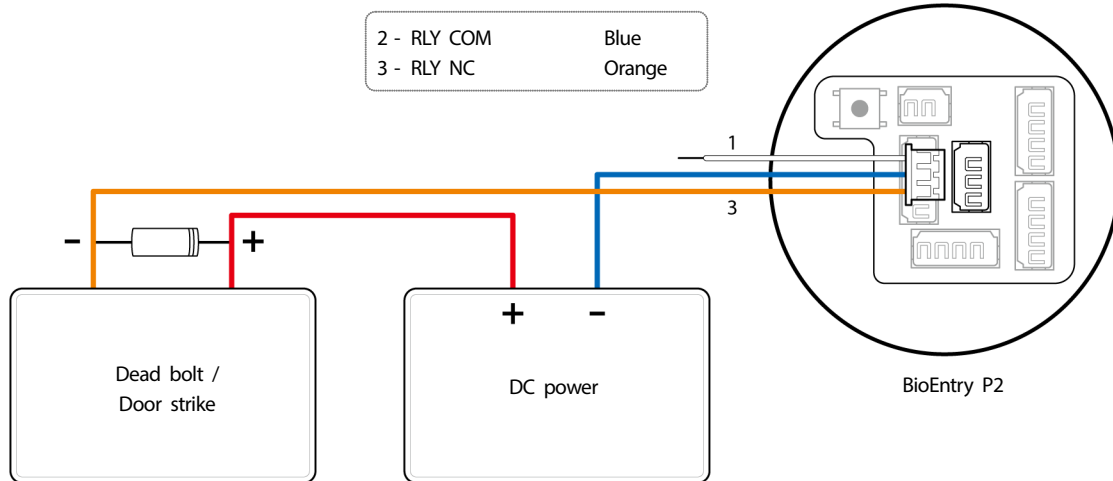 2 - RLY COM Blue
3 - RLY NC Orange
1
3
- +
+ -
Dead bolt /
Door strike
DC power
BioEntry P2